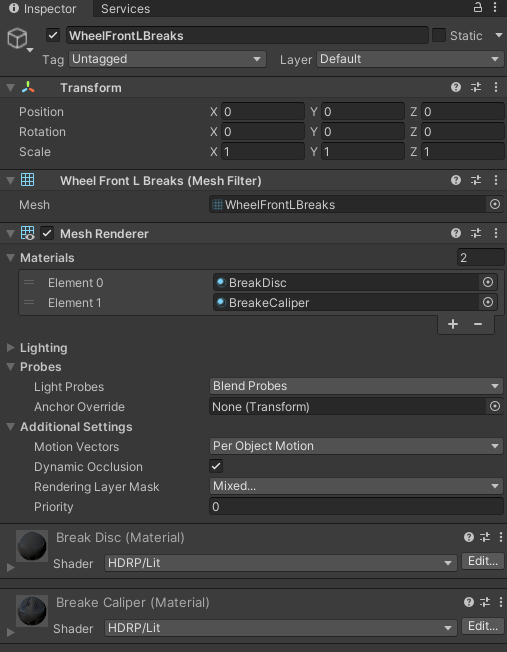 Inspector Services
WheelFrontLBreaks Static
Tag Untagged Layer Default
Transform
Position X 0 Y 0 Z 0
Rotation X 0 Y 0 Z 0
Scale X 1 Y 1 Z 1
Wheel Front L Breaks (Mesh Filter)
Mesh WheelFrontLBreaks
Mesh Renderer
Materials 2
Element 0 BreakDisc
Element 1 BreakeCaliper
Lighting
Probes
Light Probes Blend Probes
Anchor Override None (Transform)
Additional Settings
Motion Vectors Per Object Motion
Dynamic Occlusion
Rendering Layer Mask Mixed...
Priority 0
Break Disc (Material)
Shader HDRP/Lit Edit...
Breake Caliper (Material)
Shader HDRP/Lit Edit...